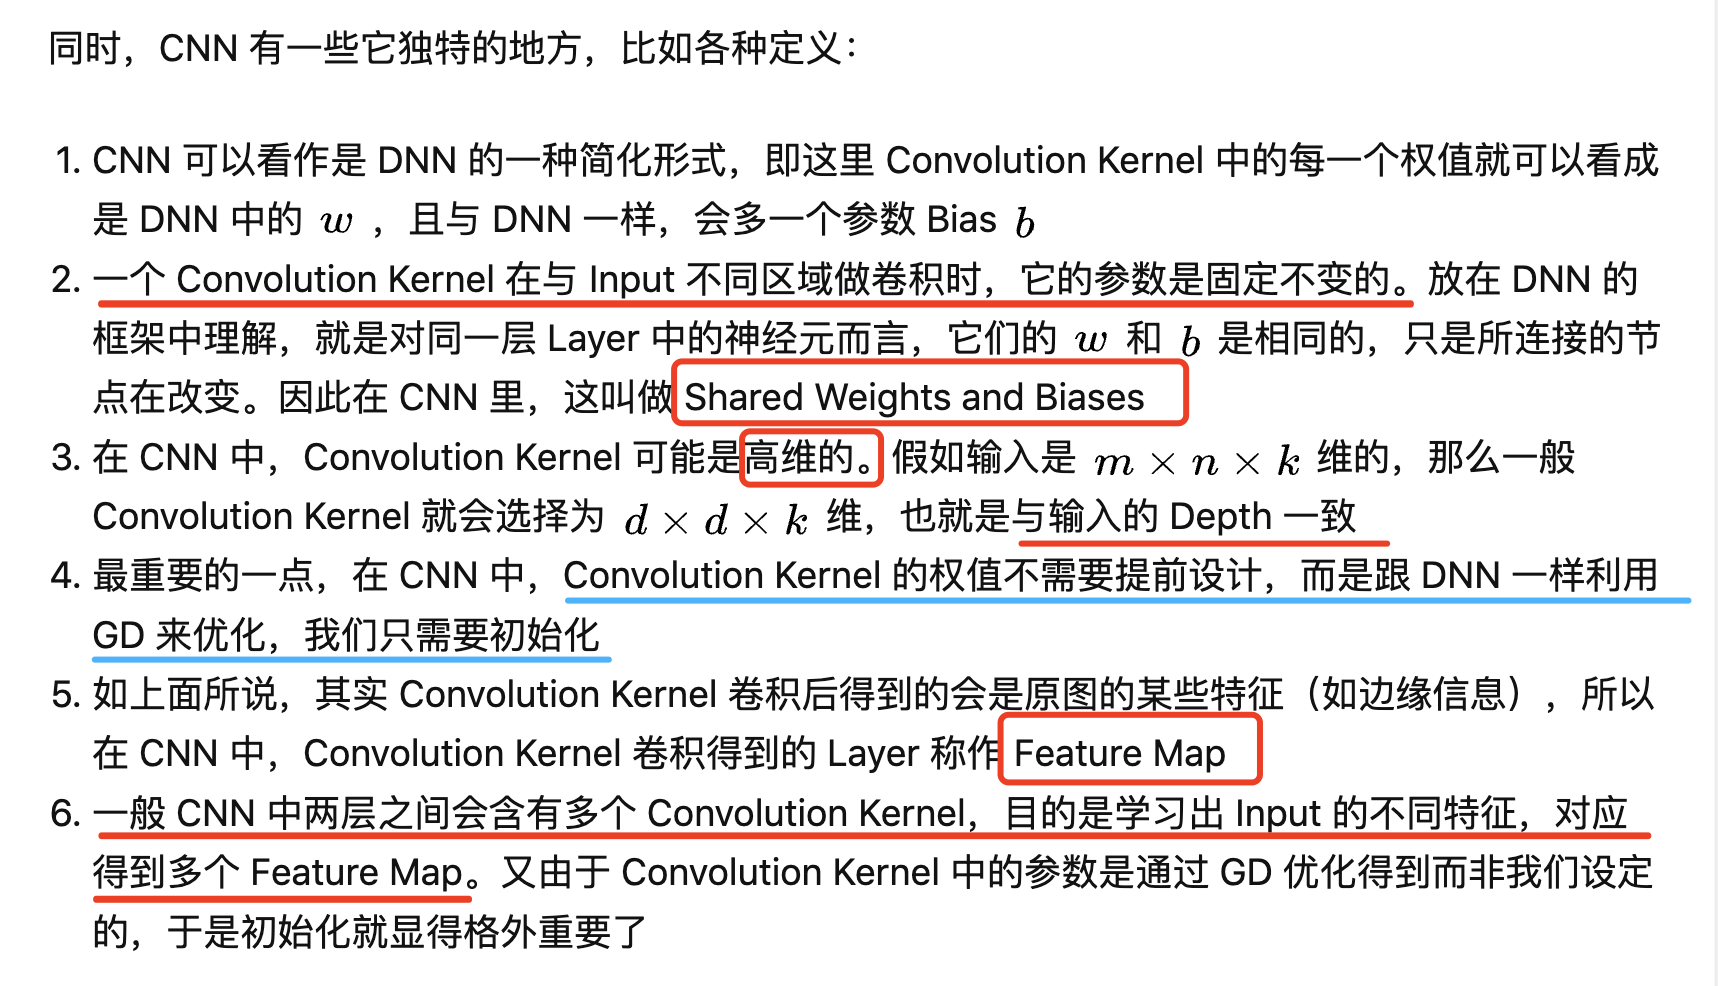 同时，CNN 有一些它独特的地方，比如各种定义：
1. CNN 可以看作是 DNN 的一种简化形式，即这里 Convolution Kernel 中的每一个权值就可以看成
是 DNN 中的 w ，且与 DNN 一样，会多一个参数 Bias b
2. 一个 Convolution Kernel 在与 Input 不同区域做卷积时，它的参数是固定不变的。放在 DNN 的
框架中理解，就是对同一层 Layer 中的神经元而言，它们的 w 和 b 是相同的，只是所连接的节
点在改变。因此在 CNN 里，这叫做 Shared Weights and Biases
3. 在 CNN 中，Convolution Kernel 可能是高维的。假如输入是 m × n × k 维的，那么一般
Convolution Kernel 就会选择为 d × d × k 维，也就是与输入的 Depth 一致
4. 最重要的一点，在 CNN 中，Convolution Kernel 的权值不需要提前设计，而是跟 DNN 一样利用
GD 来优化，我们只需要初始化
5. 如上面所说，其实 Convolution Kernel 卷积后得到的会是原图的某些特征（如边缘信息），所以
在 CNN 中，Convolution Kernel 卷积得到的 Layer 称作 Feature Map
6. 一般 CNN 中两层之间会含有多个 Convolution Kernel，目的是学习出 Input 的不同特征，对应
得到多个 Feature Map。又由于 Convolution Kernel 中的参数是通过 GD 优化得到而非我们设定
的，于是初始化就显得格外重要了